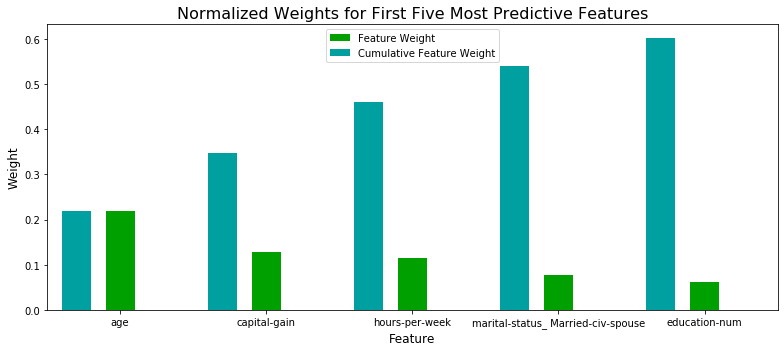 Normalized Weights for First Five Most Predictive Features
Feature Weight
Cumulative Feature Weight
Weight
0.6
0.5
0.4
0.3
0.2
0.1
0.0
age capital-gain hours-per-week marital-status_ Married-civ-spouse education-num
Feature